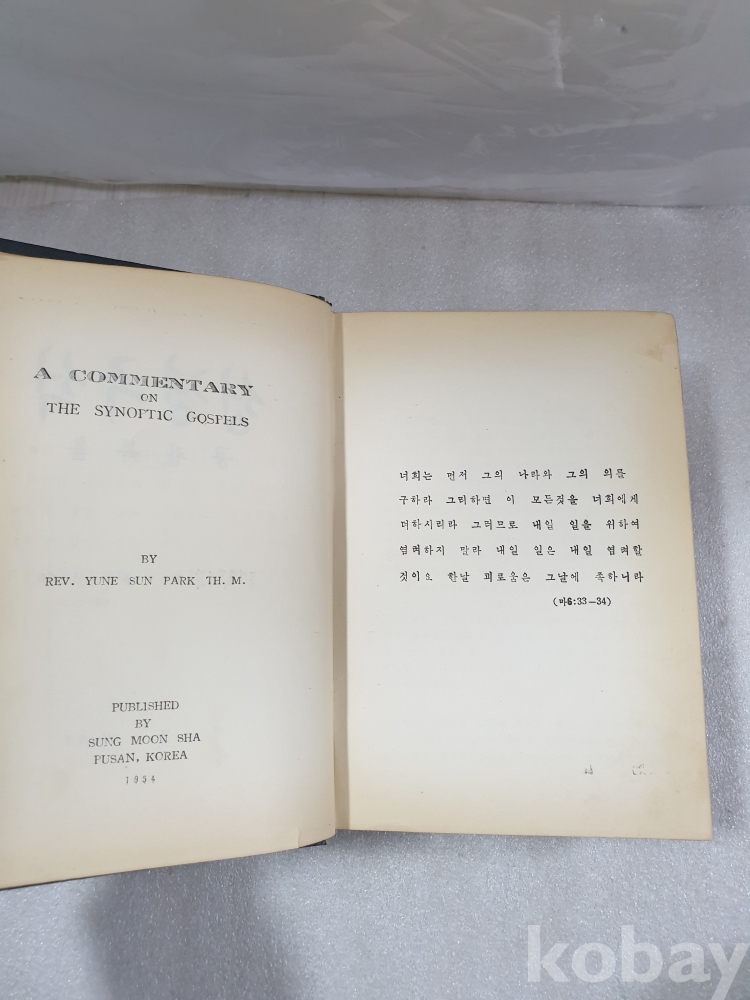 A COMMENTARY
ON
THE SYNOPTIC GOSPELS
BY
REV. YUNE SUN PARK TH. M.
PUBLISHED
BY
SUNG MOON SHA
PUSAN, KOREA
1954
너희는 먼저 그의 나라와 그의 의를
구하라 그리하면 이 모든것을 너희에게
더하시리라 그러므로 내일 일을 위하여
염려하지 말라 내일 일은 내일 염려할
것이요 한날 괴로움은 그날에 족하니라
(마6:33—34)
kobay